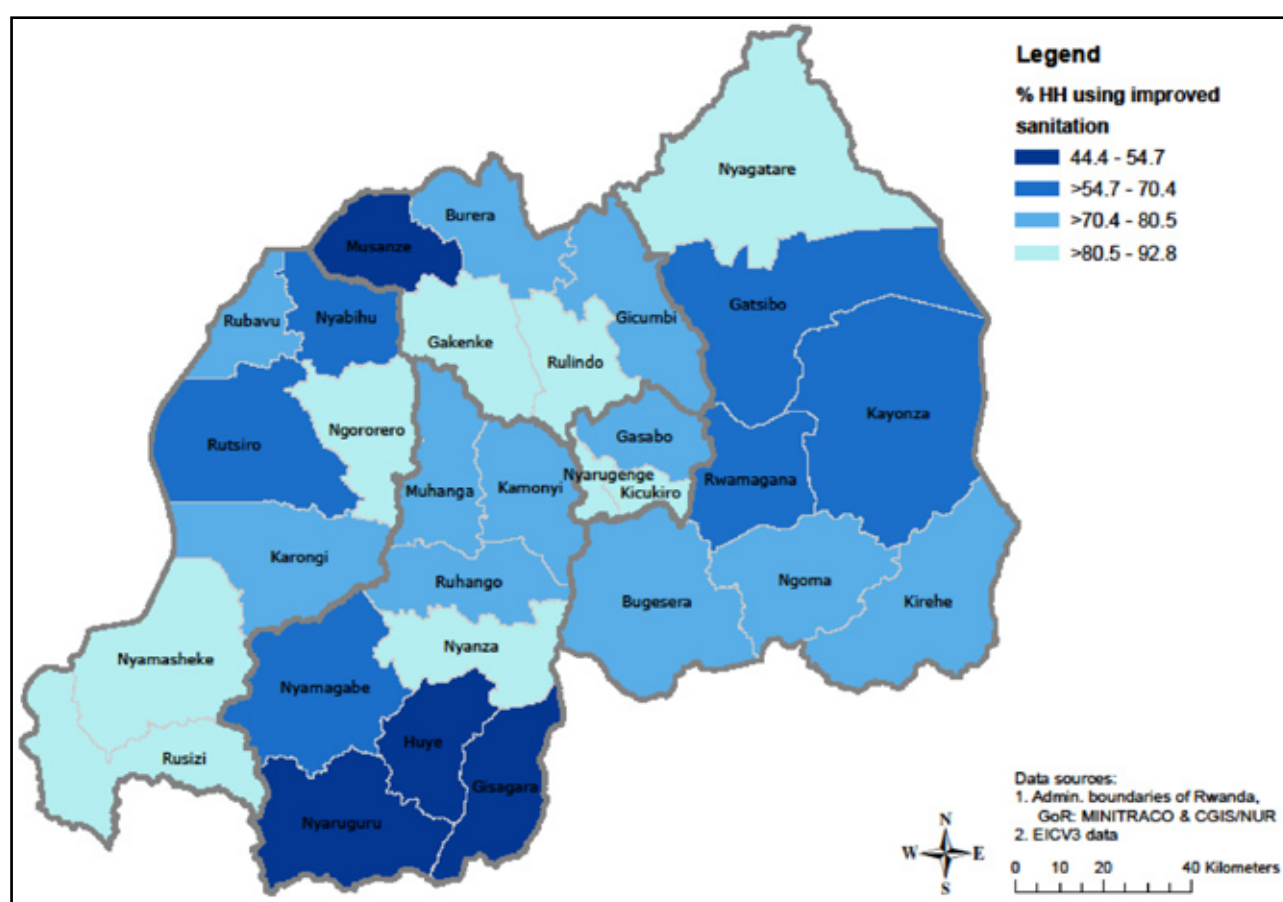 Legend
% HH using improved
sanitation
44.4 - 54.7
>54.7 - 70.4
>70.4 - 80.5
>80.5 - 92.8
Nyagatare
Burera
Musanze
Gatsibo
Rubavu
Nyabihu
Gicumbi
Gakenke
Rulindo
Kayonza
Rutsiro
Ngororero
Gasabo
Nyarugenge
Rwamagana
Muhanga
Kamonyi
Kicukiro
Karongi
Ruhango
Ngoma
Bugesera
Kirehe
Nyanza
Nyamasheke
Nyamagabe
Huye
Rusizi
Gisagara
Nyaruguru
Data sources:
1. Admin. boundaries of Rwanda,
GoR: MINITRACO & CGIS/NUR
2. EICV3 data
N
W E
S
0 10 20 40 Kilometers